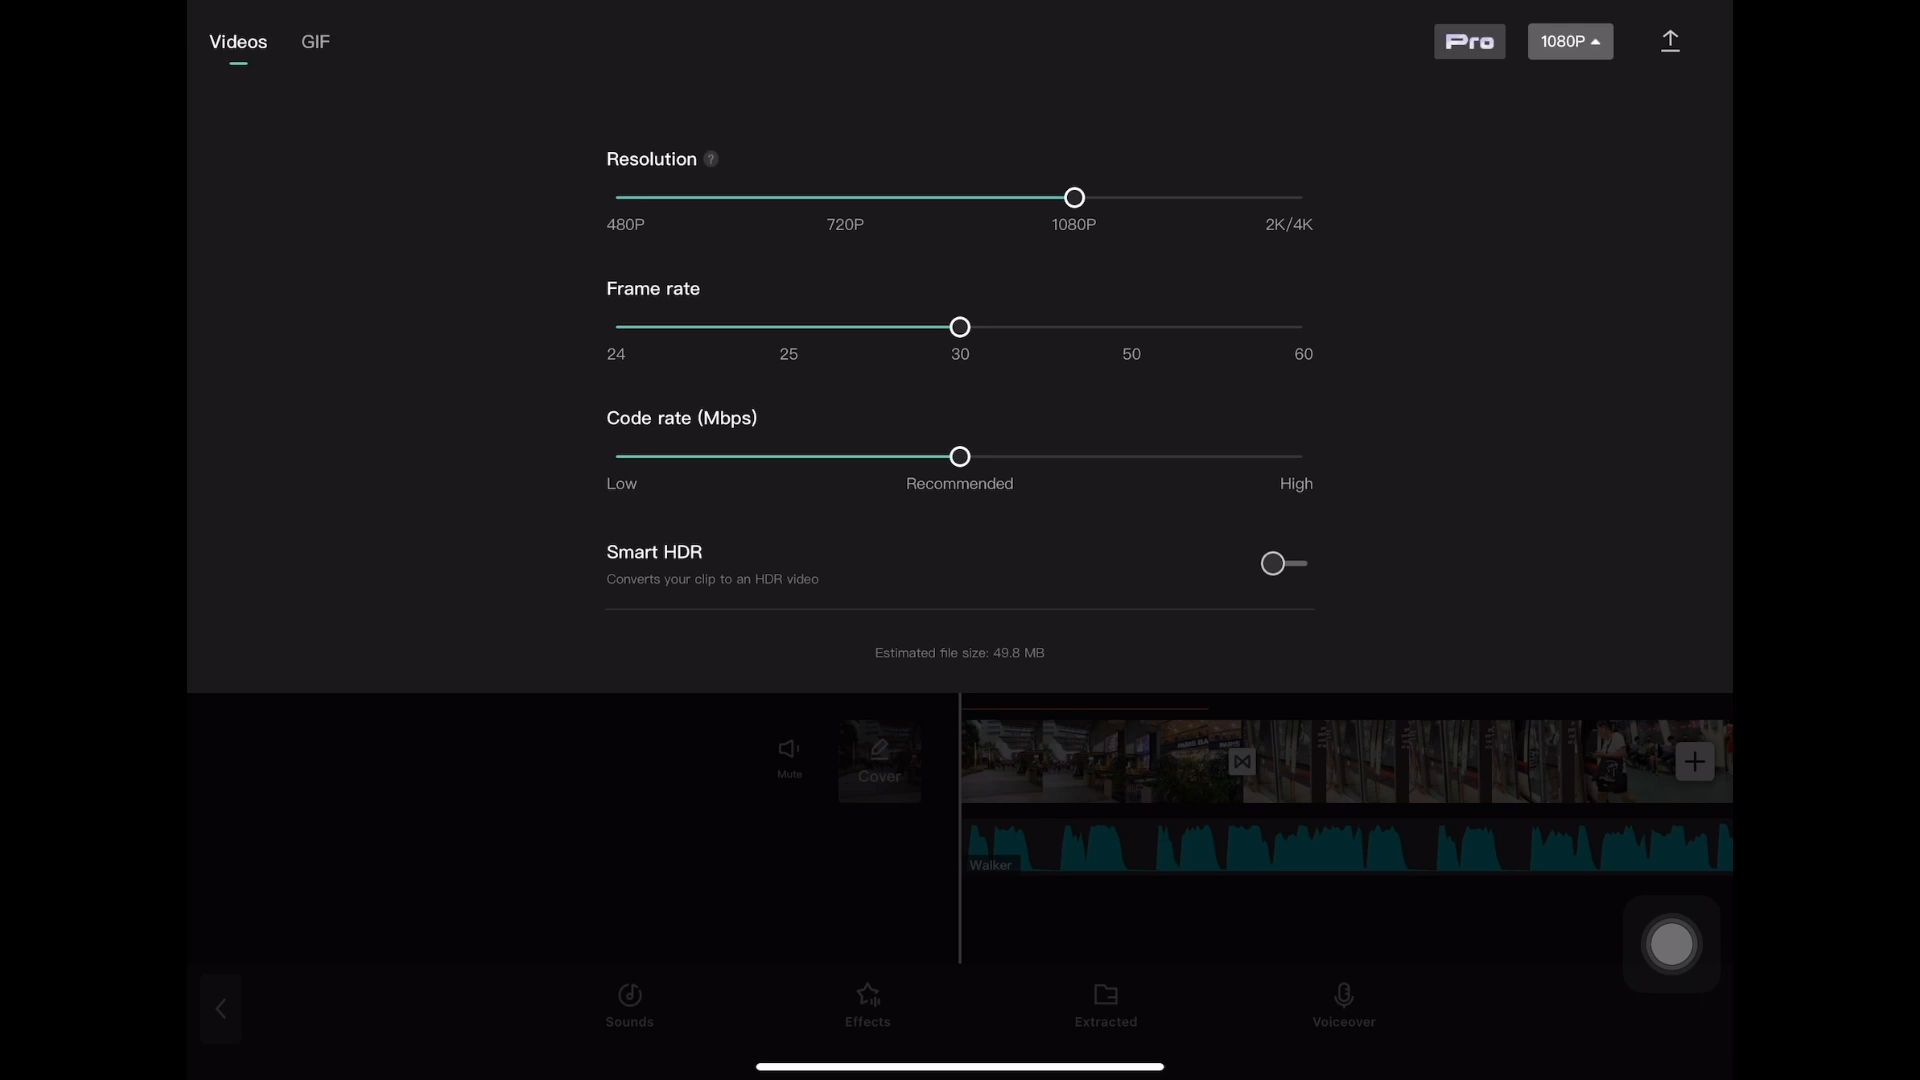 Videos GIF Pro 1080P
Resolution ?
480P 720P 1080P 2K/4K
Frame rate
24 25 30 50 60
Code rate (Mbps)
Low Recommended High
Smart HDR
Converts your clip to an HDR video
Estimated file size: 49.8 MB
Mute Cover
Walker
Sounds Effects Extracted Voiceover